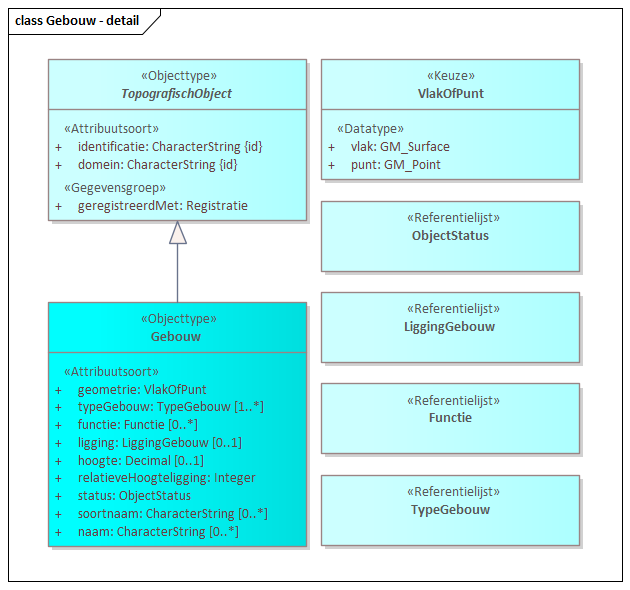 class Gebouw - detail
«Objecttype»
TopografischObject
«Attribuutsoort»
+ identificatie: CharacterString {id}
+ domein: CharacterString {id}
«Gegevensgroep»
+ geregistreerdMet: Registratie
«Objecttype»
Gebouw
«Attribuutsoort»
+ geometrie: VlakOfPunt
+ typeGebouw: TypeGebouw [1..*]
+ functie: Functie [0..*]
+ ligging: LiggingGebouw [0..1]
+ hoogte: Decimal [0..1]
+ relatieveHoogteligging: Integer
+ status: ObjectStatus
+ soortnaam: CharacterString [0..*]
+ naam: CharacterString [0..*]
«Keuze»
VlakOfPunt
«Datatype»
+ vlak: GM_Surface
+ punt: GM_Point
«Referentielijst»
ObjectStatus
«Referentielijst»
LiggingGebouw
«Referentielijst»
Functie
«Referentielijst»
TypeGebouw